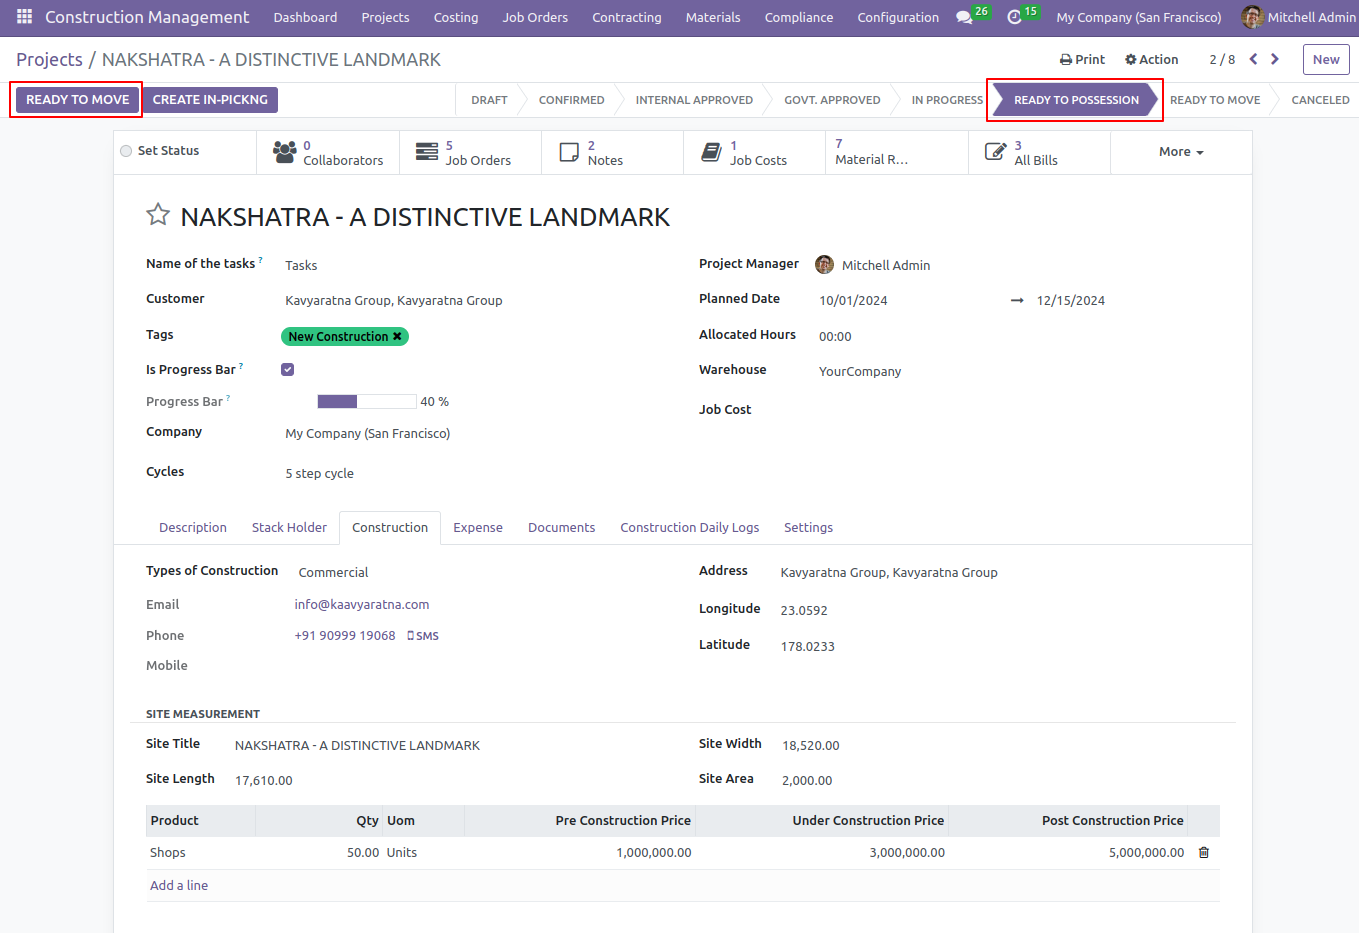 Construction Management Dashboard Projects Costing Job Orders Contracting Materials Compliance Configuration 26 15 My Company (San Francisco) Mitchell Admin
Projects / NAKSHATRA - A DISTINCTIVE LANDMARK Print Action 2 / 8 New
READY TO MOVE CREATE IN-PICKNG DRAFT CONFIRMED INTERNAL APPROVED GOVT. APPROVED IN PROGRESS READY TO POSSESSION READY TO MOVE CANCELED
Set Status 0 Collaborators 5 Job Orders 2 Notes 1 Job Costs 7 Material R... 3 All Bills More
NAKSHATRA - A DISTINCTIVE LANDMARK
Name of the tasks ? Tasks Project Manager Mitchell Admin
Customer Kavyaratna Group, Kavyaratna Group Planned Date 10/01/2024 → 12/15/2024
Tags New Construction ✖ Allocated Hours 00:00
Is Progress Bar ? Warehouse YourCompany
Progress Bar ? 40 % Job Cost
Company My Company (San Francisco)
Cycles 5 step cycle
Description Stack Holder Construction Expense Documents Construction Daily Logs Settings
Types of Construction Commercial Address Kavyaratna Group, Kavyaratna Group
Email info@kaavyaratna.com Longitude 23.0592
Phone +91 90999 19068 SMS Latitude 178.0233
Mobile
SITE MEASUREMENT
Site Title NAKSHATRA - A DISTINCTIVE LANDMARK Site Width 18,520.00
Site Length 17,610.00 Site Area 2,000.00
Product Qty Uom Pre Construction Price Under Construction Price Post Construction Price
Shops 50.00 Units 1,000,000.00 3,000,000.00 5,000,000.00
Add a line